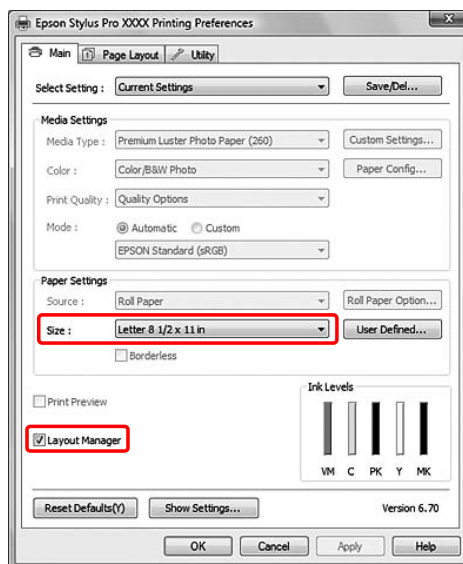 Epson Stylus Pro XXXX Printing Preferences
Main Page Layout Utility
Select Setting : Current Settings Save/Del...
Media Settings
Media Type : Premium Luster Photo Paper (260) Custom Settings...
Color : Color/B&W Photo Paper Config...
Print Quality : Quality Options
Mode : Automatic Custom
EPSON Standard (sRGB)
Paper Settings
Source : Roll Paper Roll Paper Option...
Size : Letter 8 1/2 x 11 in User Defined...
Borderless
Ink Levels
Print Preview
Layout Manager
VM C PK Y MK
Reset Defaults(Y) Show Settings... Version 6.70
OK Cancel Apply Help